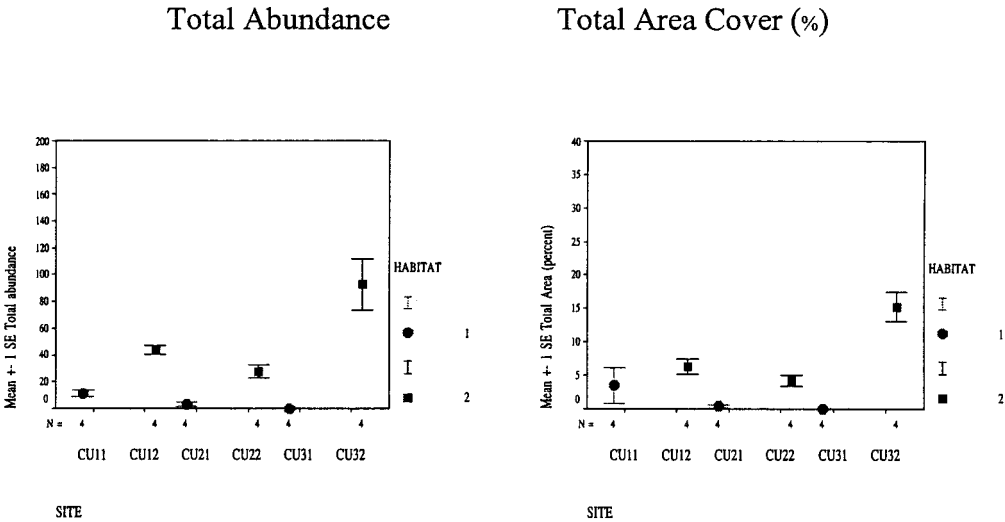 Total Abundance
Total Area Cover (%)
Mean +- 1 SE Total abundance
200
180
160
140
120
100
80
60
40
20
0
N = 4 4 4 4 4 4
CU11 CU12 CU21 CU22 CU31 CU32
SITE
HABITAT
1
2
Mean +- 1 SE Total Area (percent)
40
35
30
25
20
15
10
5
0
N = 4 4 4 4 4 4
CU11 CU12 CU21 CU22 CU31 CU32
SITE
HABITAT
1
2